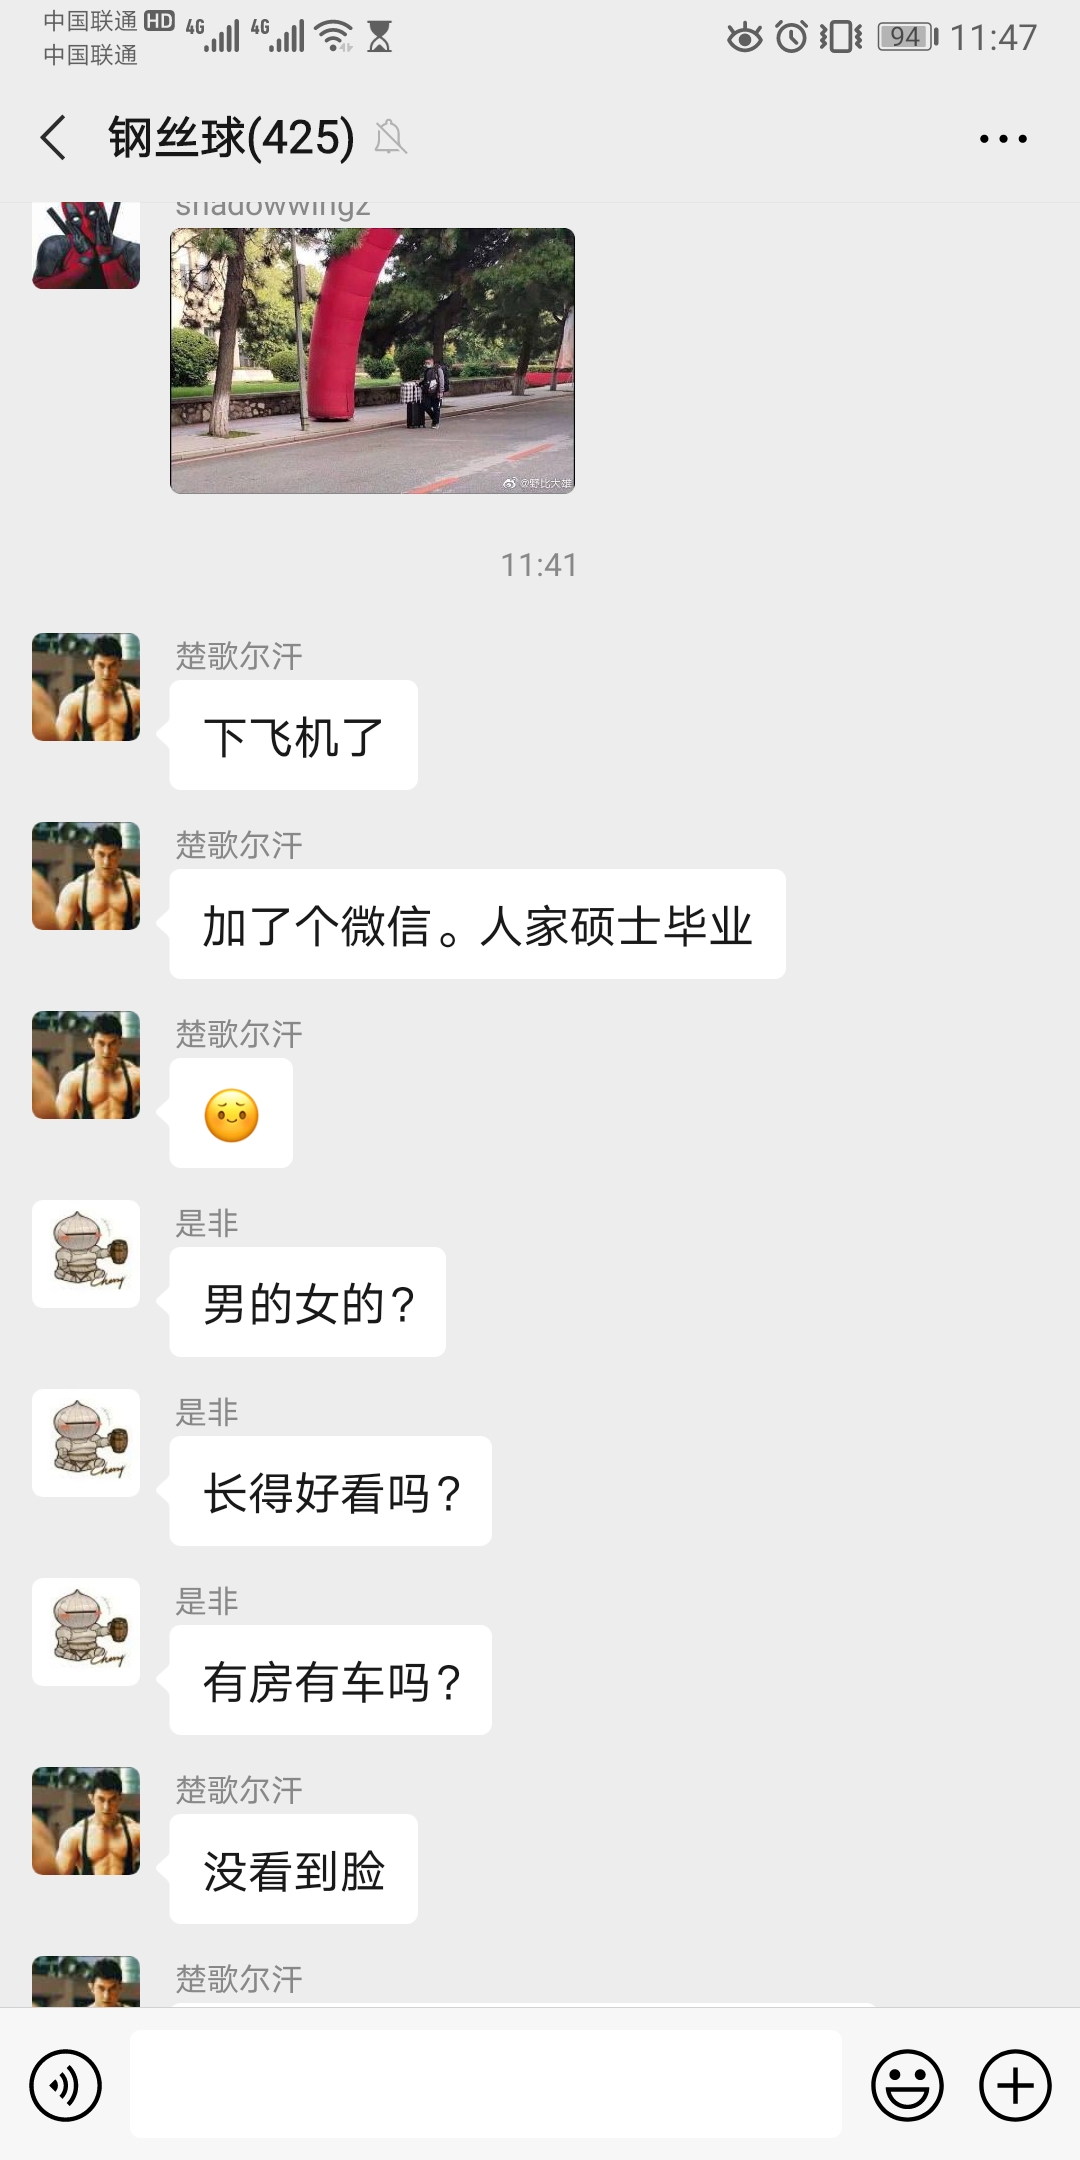 中国联通 HD 4G 4G 94 11:47
中国联通
钢丝球(425)
shadowwingz
@野比大雄
11:41
楚歌尔汗
下飞机了
楚歌尔汗
加了个微信。人家硕士毕业
楚歌尔汗
是非
男的女的？
是非
长得好看吗？
是非
有房有车吗？
楚歌尔汗
没看到脸
楚歌尔汗